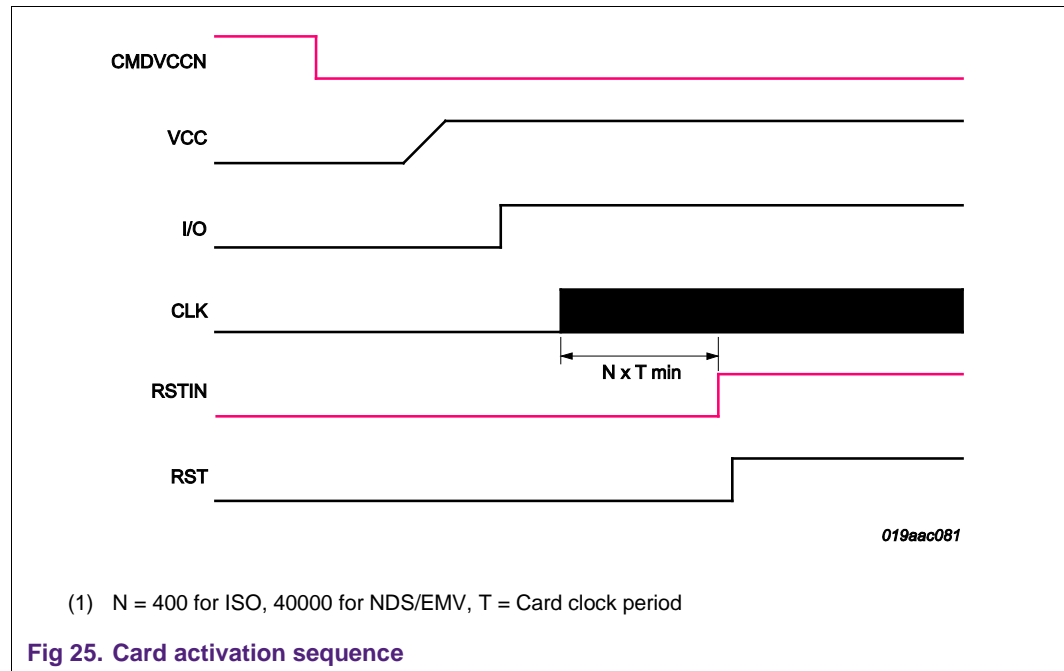 CMDVCCN
VCC
I/O
CLK
N x T min
RSTIN
RST
019aac081
(1) N = 400 for ISO, 40000 for NDS/EMV, T = Card clock period
Fig 25. Card activation sequence